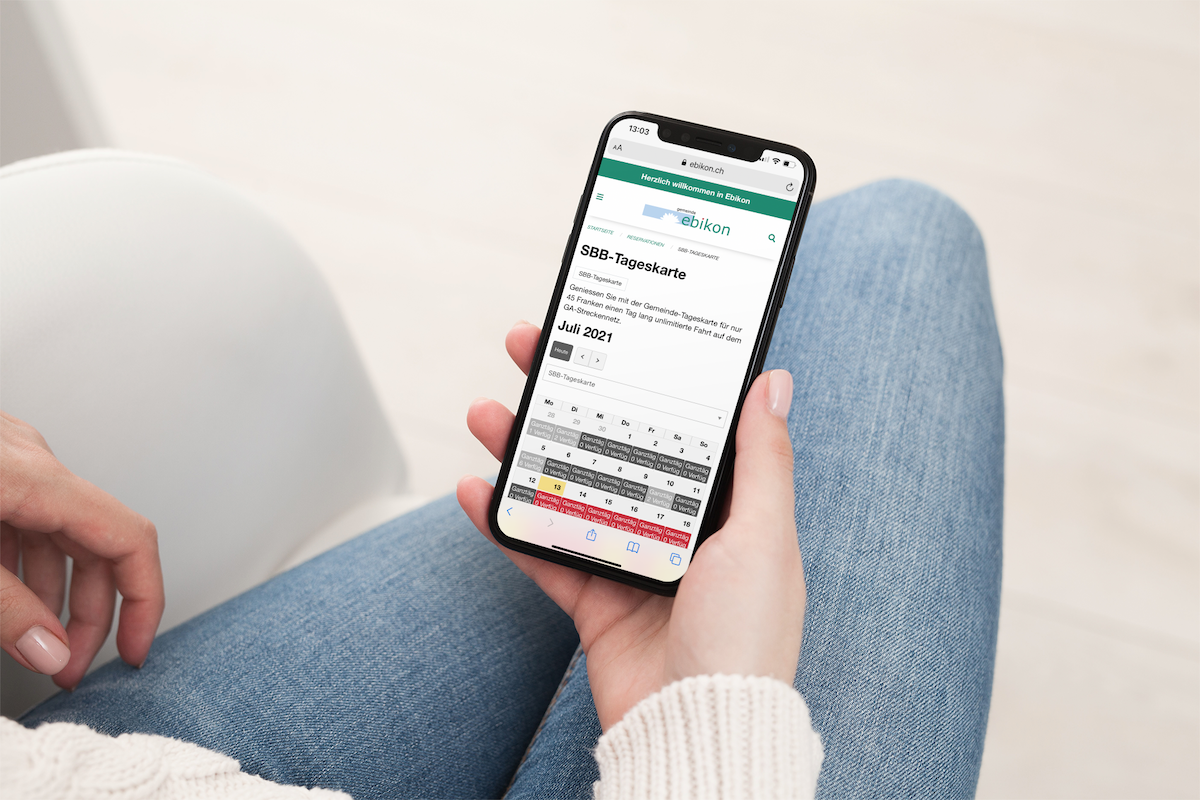 13:03
AA
ebikon.ch
Herzlich willkommen in Ebikon
gemeinde
ebikon
STARTSEITE RESERVATIONEN SBB-TAGESKARTE
SBB-Tageskarte
SBB-Tageskarte
Geniessen Sie mit der Gemeinde-Tageskarte für nur
45 Franken einen Tag lang unlimitierte Fahrt auf dem
GA-Streckennetz.
Juli 2021
Heute < >
SBB-Tageskarte
Mo Di Mi Do Fr Sa So
28 29 30 1 2 3 4
Ganztäg Ganztäg Ganztäg Ganztäg Ganztäg Ganztäg Ganztäg
1 Verfüg 2 Verfüg 0 Verfüg 0 Verfüg 0 Verfüg 0 Verfüg 0 Verfüg
5 6 7 8 9 10 11
Ganztäg Ganztäg Ganztäg Ganztäg Ganztäg Ganztäg Ganztäg
Verfüg 0 Verfüg 0 Verfüg 0 Verfüg 0 Verfüg 2 Verfüg 0 Verfüg
12 13 14 15 16 17 18
Ganztäg Ganztäg Ganztäg Ganztäg Ganztäg Ganztäg Ganztäg
0 Verfüg 0 Verfüg 0 Verfüg 0 Verfüg 0 Verfüg 0 Verfüg 0 Verfüg